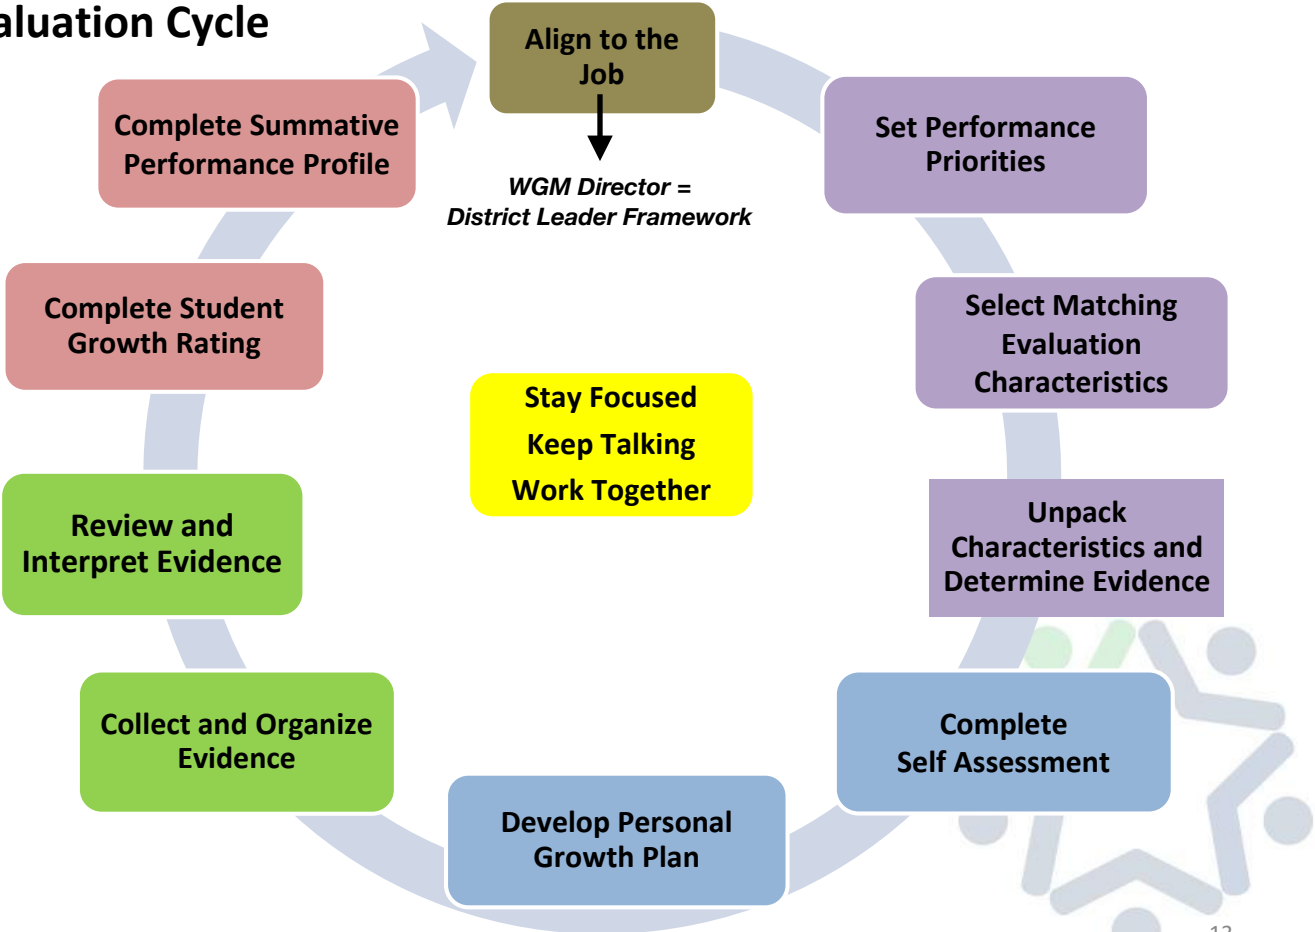 aluation Cycle
Align to the
Job
WGM Director =
District Leader Framework
Set Performance
Priorities
Select Matching
Evaluation
Characteristics
Unpack
Characteristics and
Determine Evidence
Complete
Self Assessment
Develop Personal
Growth Plan
Collect and Organize
Evidence
Review and
Interpret Evidence
Complete Student
Growth Rating
Complete Summative
Performance Profile
Stay Focused
Keep Talking
Work Together